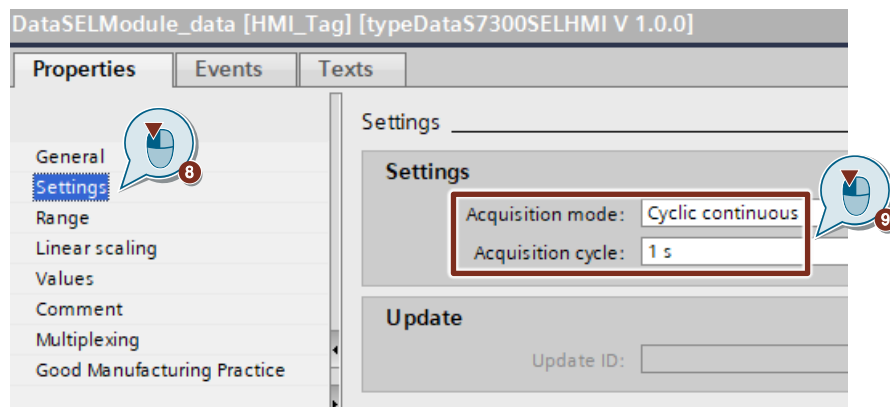 DataSELModule_data [HMI_Tag] [typeDataS7300SELHMI V 1.0.0]
Properties Events Texts
Settings
General
8
Settings
Range
Linear scaling
Values
Comment
Multiplexing
Good Manufacturing Practice
Settings
Acquisition mode: Cyclic continuous
9
Acquisition cycle: 1 s
Update
Update ID: